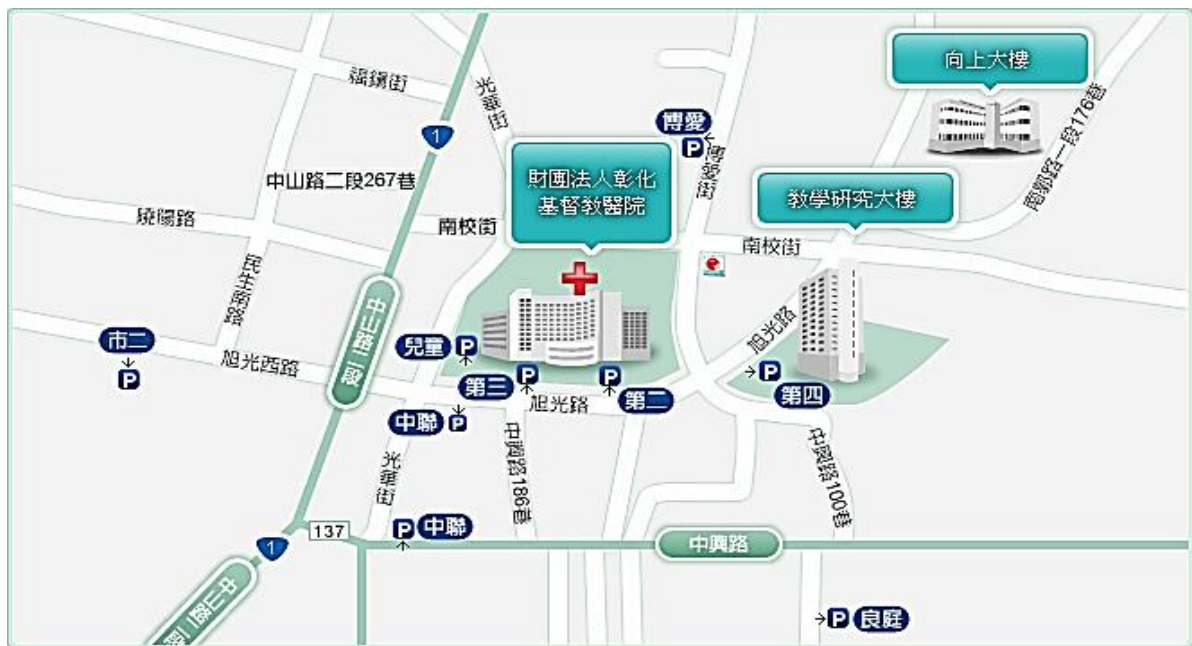 向上大樓
福鎮街
光華街
1
博愛
P
博愛街
南郭路一段176巷
財團法人彰化
基督教醫院
教學研究大樓
中山路二段267巷
曉陽路
南校街
南校街
民生南路
中山路二段
旭光路
兒童 P
市二
P
旭光西路
第三 P
P
第二
P
第四
旭光路
中聯 P
光華街
中興路186巷
中興路100巷
137
P 中聯
中興路
1
中山路二段
P 良庭